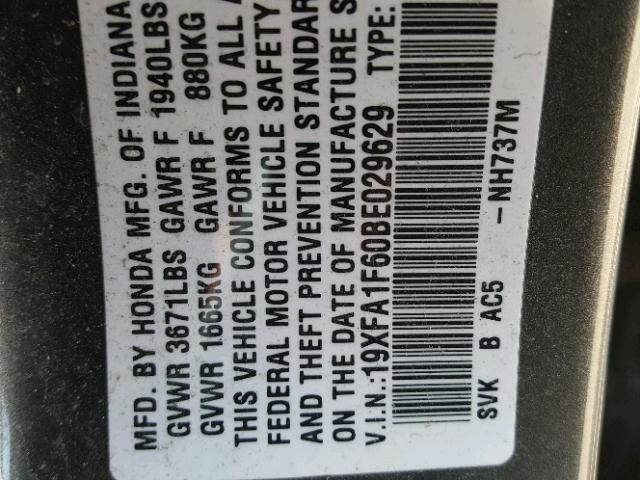 MFD. BY HONDA MFG. OF INDIANA
GVWR 3671LBS GAWR F 1940LBS
GVWR 1665KG GAWR F 880KG
THIS VEHICLE CONFORMS TO ALL
FEDERAL MOTOR VEHICLE SAFETY
AND THEFT PREVENTION STANDAR
ON THE DATE OF MANUFACTURE S
V.I.N.:19XFA1F60BE029629 TYPE:
SVK B AC5 -NH737M